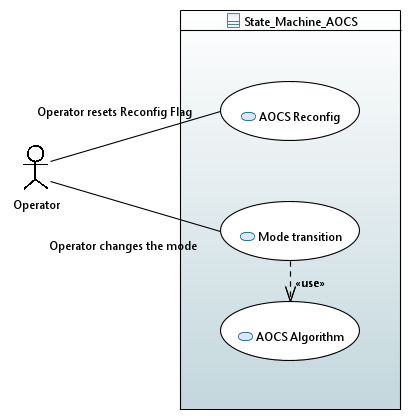 State_Machine_AOCS
Operator resets Reconfig Flag
AOCS Reconfig
Operator
Mode transition
Operator changes the mode
«use»
AOCS Algorithm